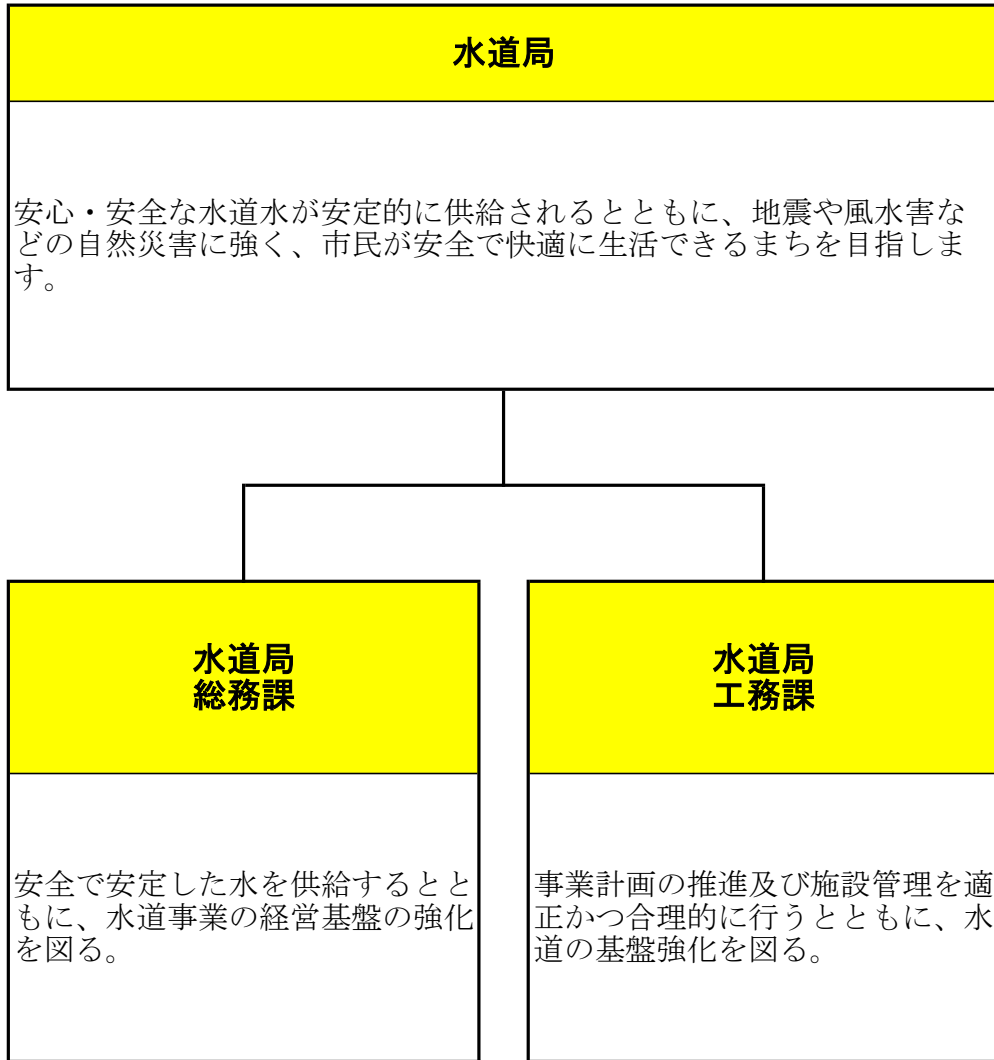 水道局
安心・安全な水道水が安定的に供給されるとともに、地震や風水害な
どの自然災害に強く、市民が安全で快適に生活できるまちを目指しま
す。
水道局
総務課
安全で安定した水を供給するとと
もに、水道事業の経営基盤の強化
を図る。
水道局
工務課
事業計画の推進及び施設管理を適
正かつ合理的に行うとともに、水
道の基盤強化を図る。